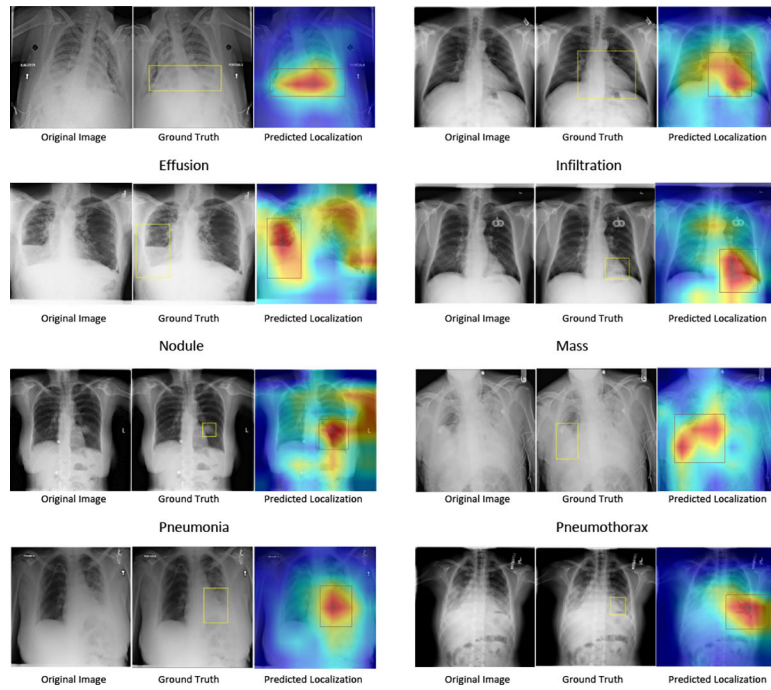 Original Image Ground Truth Predicted Localization
Original Image Ground Truth Predicted Localization
Effusion
Infiltration
Original Image Ground Truth Predicted Localization
Original Image Ground Truth Predicted Localization
Nodule
Mass
L
Original Image Ground Truth Predicted Localization
Original Image Ground Truth Predicted Localization
Pneumonia
Pneumothorax
Original Image Ground Truth Predicted Localization
Original Image Ground Truth Predicted Localization